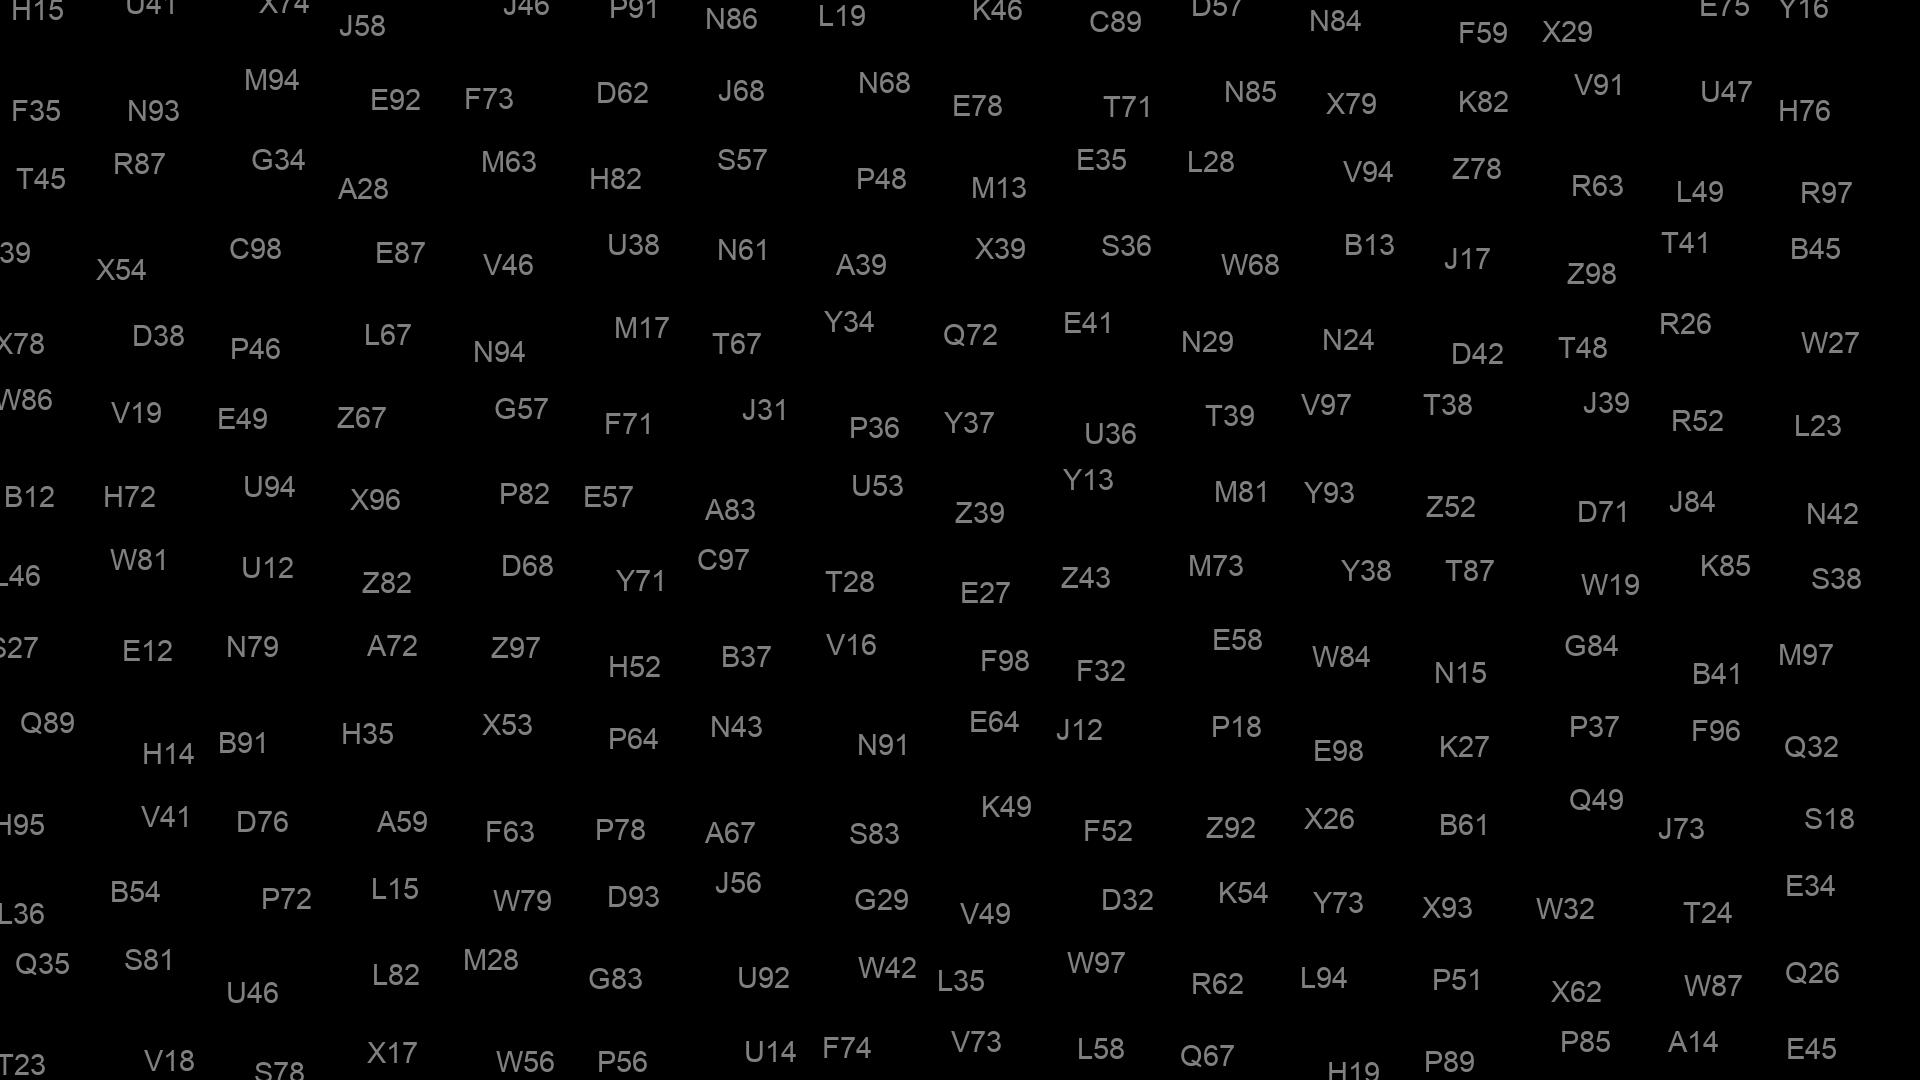 H15 U41 X74 J58 J46 P91 N86 L19 K46 C89 D57 N84 F59 X29 E75 Y16
F35 N93 M94 E92 F73 D62 J68 N68 E78 T71 N85 X79 K82 V91 U47 H76
T45 R87 G34 A28 M63 H82 S57 P48 M13 E35 L28 V94 Z78 R63 L49 R97
39 X54 C98 E87 V46 U38 N61 A39 X39 S36 W68 B13 J17 Z98 T41 B45
X78 D38 P46 L67 N94 M17 T67 Y34 Q72 E41 N29 N24 D42 T48 R26 W27
W86 V19 E49 Z67 G57 F71 J31 P36 Y37 U36 T39 V97 T38 J39 R52 L23
B12 H72 U94 X96 P82 E57 A83 U53 Z39 Y13 M81 Y93 Z52 D71 J84 N42
L46 W81 U12 Z82 D68 Y71 C97 T28 E27 Z43 M73 Y38 T87 W19 K85 S38
S27 E12 N79 A72 Z97 H52 B37 V16 F98 F32 E58 W84 N15 G84 B41 M97
Q89 H14 B91 H35 X53 P64 N43 N91 E64 J12 P18 E98 K27 P37 F96 Q32
H95 V41 D76 A59 F63 P78 A67 S83 K49 F52 Z92 X26 B61 Q49 J73 S18
L36 B54 P72 L15 W79 D93 J56 G29 V49 D32 K54 Y73 X93 W32 T24 E34
Q35 S81 U46 L82 M28 G83 U92 W42 L35 W97 R62 L94 P51 X62 W87 Q26
T23 V18 S78 X17 W56 P56 U14 F74 V73 L58 Q67 H19 P89 P85 A14 E45